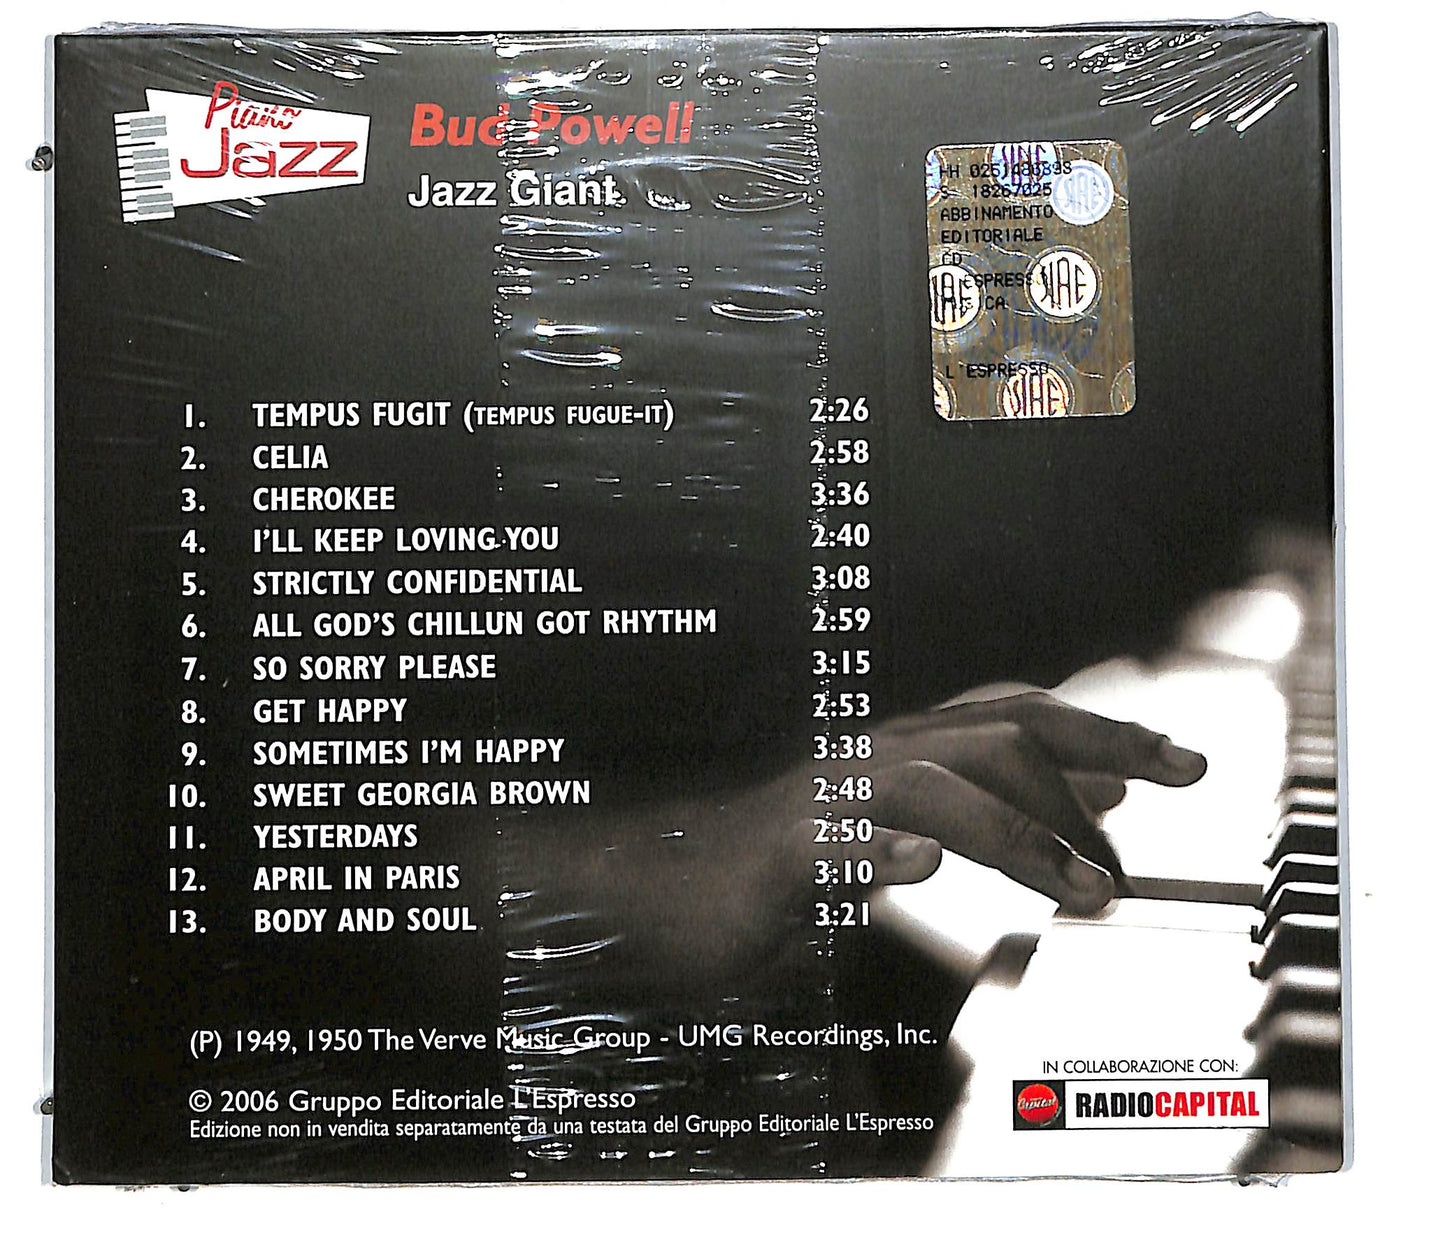 Piano
Jazz
Bud Powell
Jazz Giant
HH 0251480898
S- 18267025
ABBINAMENTO
EDITORIALE
CD
L'ESPRESSO
1. TEMPUS FUGIT (TEMPUS FUGUE-IT) 2:26
2. CELIA 2:58
3. CHEROKEE 3:36
4. I'LL KEEP LOVING YOU 2:40
5. STRICTLY CONFIDENTIAL 3:08
6. ALL GOD'S CHILLUN GOT RHYTHM 2:59
7. SO SORRY PLEASE 3:15
8. GET HAPPY 2:53
9. SOMETIMES I'M HAPPY 3:38
10. SWEET GEORGIA BROWN 2:48
11. YESTERDAYS 2:50
12. APRIL IN PARIS 3:10
13. BODY AND SOUL 3:21
(P) 1949, 1950 The Verve Music Group - UMG Recordings, Inc.
© 2006 Gruppo Editoriale L'Espresso
Edizione non in vendita separatamente da una testata del Gruppo Editoriale L'Espresso
IN COLLABORAZIONE CON:
Capital
RADIOCAPITAL